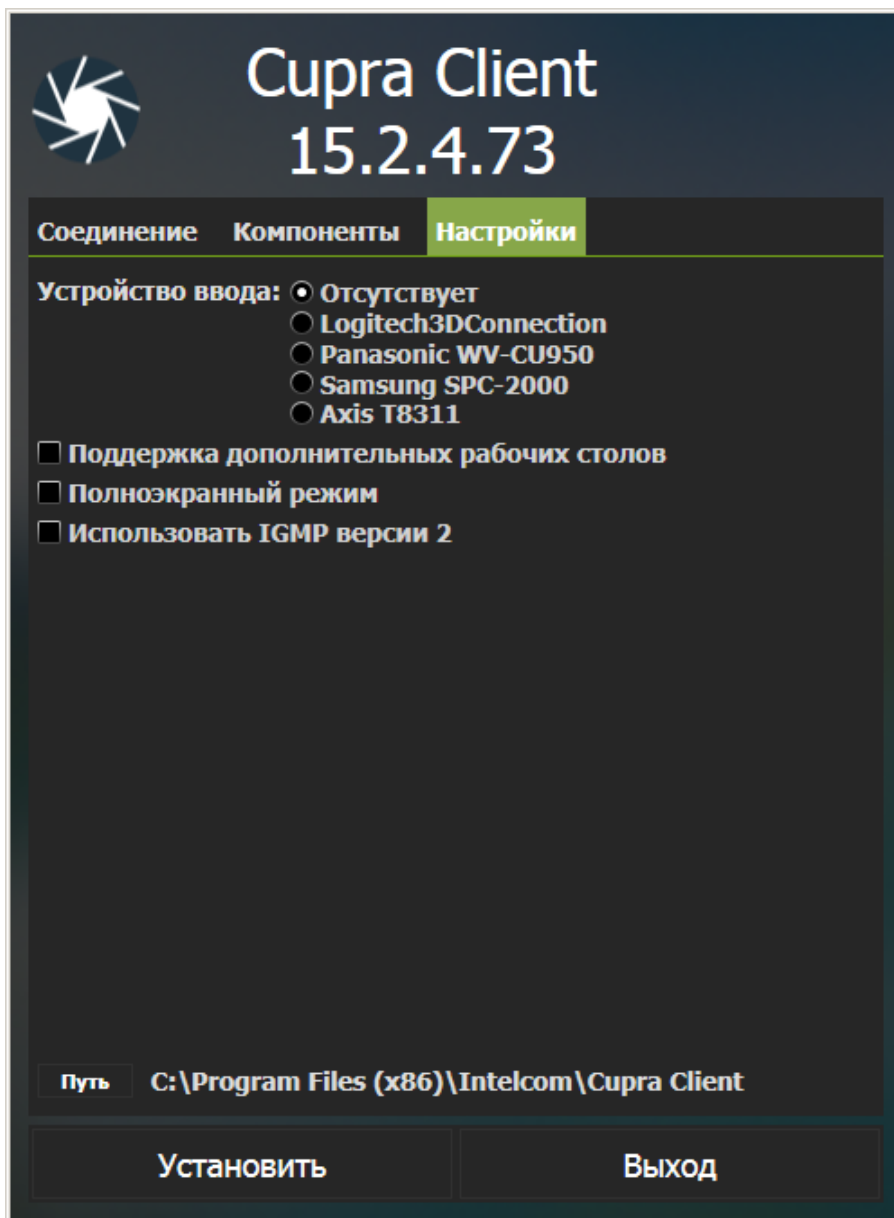 Cupra Client
15.2.4.73
Соединение Компоненты Настройки
Устройство ввода: Отсутствует
Logitech3DConnection
Panasonic WV-CU950
Samsung SPC-2000
Axis T8311
Поддержка дополнительных рабочих столов
Полноэкранный режим
Использовать IGMP версии 2
Путь C:\Program Files (x86)\Intelcom\Cupra Client
Установить Выход